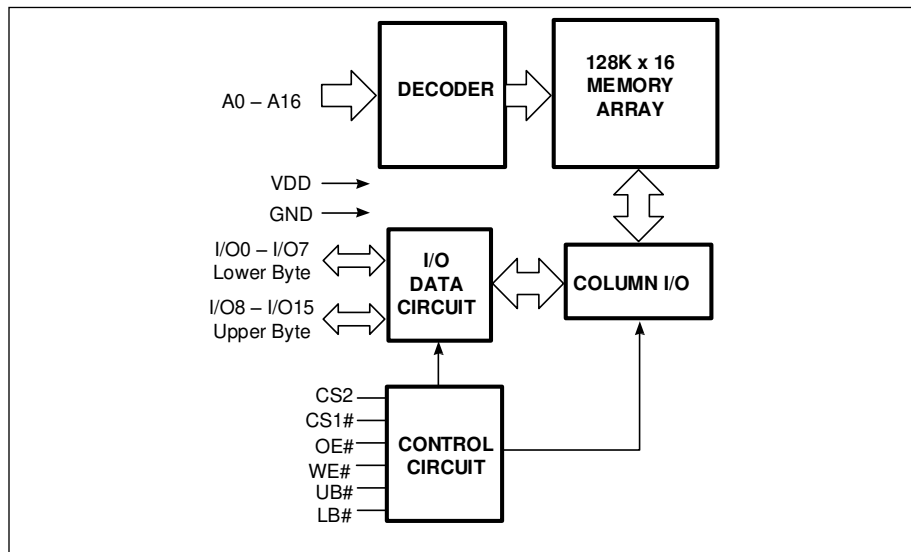 A0 – A16
DECODER
128K x 16
MEMORY
ARRAY
VDD
GND
I/O0 – I/O7
Lower Byte
I/O8 – I/O15
Upper Byte
I/O
DATA
CIRCUIT
COLUMN I/O
CS2
CS1#
OE#
WE#
UB#
LB#
CONTROL
CIRCUIT